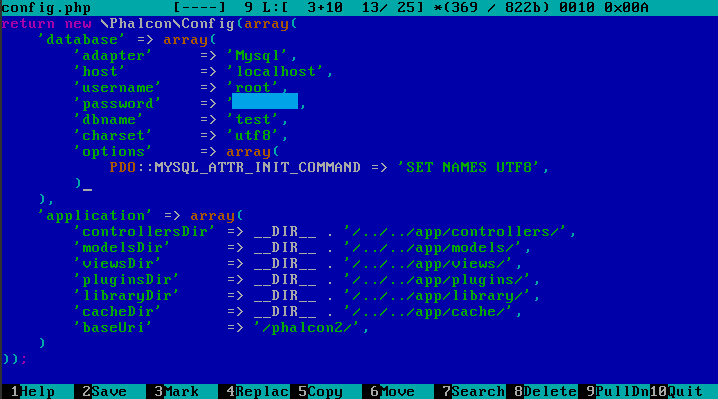 config.php [----] 9 L:[ 3+10 13/ 25] *(369 / 822b) 0010 0x00A
return new \Phalcon\Config(array(
'database' => array(
'adapter' => 'Mysql',
'host' => 'localhost',
'username' => 'root',
'password' => ' ,
'dbname' => 'test',
'charset' => 'utf8',
'options' => array(
PDO::MYSQL_ATTR_INIT_COMMAND => 'SET NAMES UTF8',
)_
),
'application' => array(
'controllersDir' => __DIR__ . '/../../app/controllers/',
'modelsDir' => __DIR__ . '/../../app/models/',
'viewsDir' => __DIR__ . '/../../app/views/',
'pluginsDir' => __DIR__ . '/../../app/plugins/',
'libraryDir' => __DIR__ . '/../../app/library/',
'cacheDir' => __DIR__ . '/../../app/cache/',
'baseUri' => '/phalcon2/',
)
));
1Help 2Save 3Mark 4Replac 5Copy 6Move 7Search 8Delete 9PullDn 10Quit